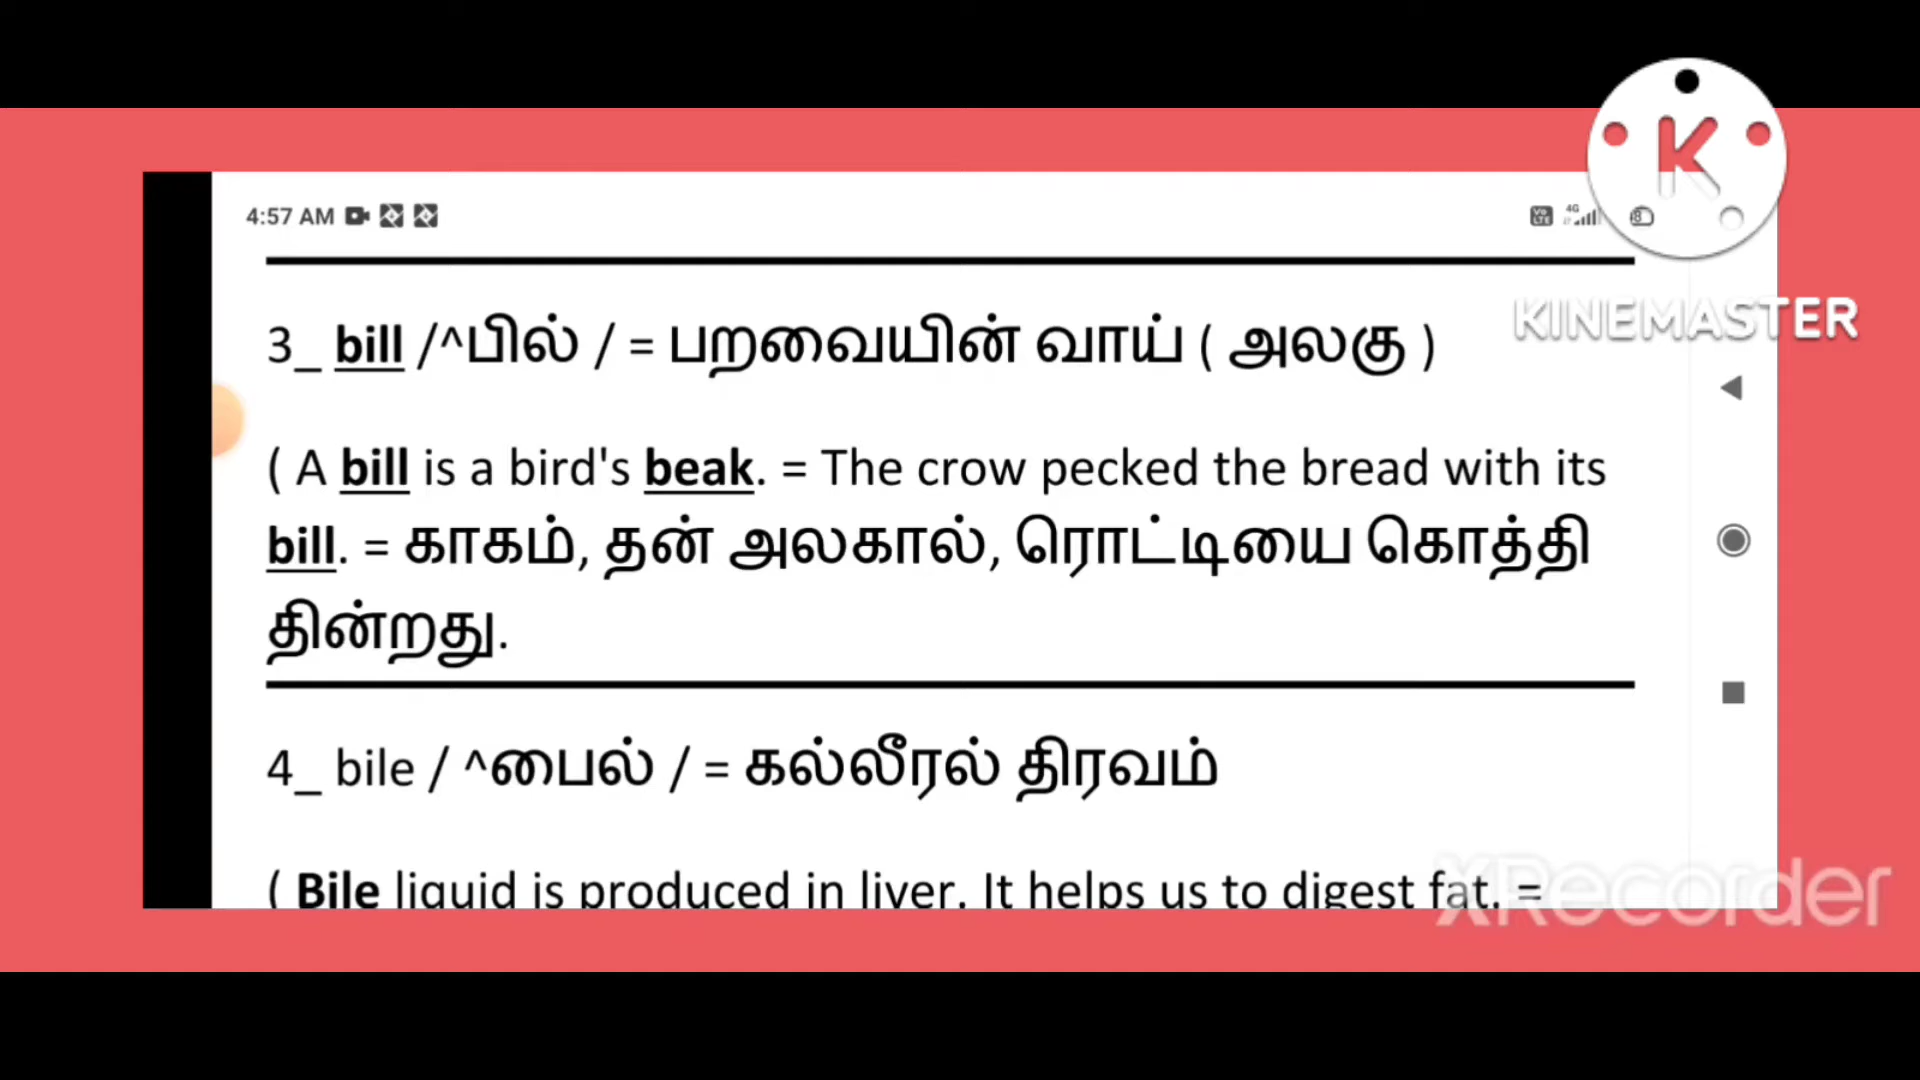 4:57 AM
4G
KINEMASTER
3_ bill /^பில் / = பறவையின் வாய் ( அலகு )
( A bill is a bird's beak. = The crow pecked the bread with its
bill. = காகம், தன் அலகால், ரொட்டியை கொத்தி
தின்றது.
4_ bile / ^பைல் / = கல்லீரல் திரவம்
( Bile liquid is produced in liver. It helps us to digest fat. =
XRecorder